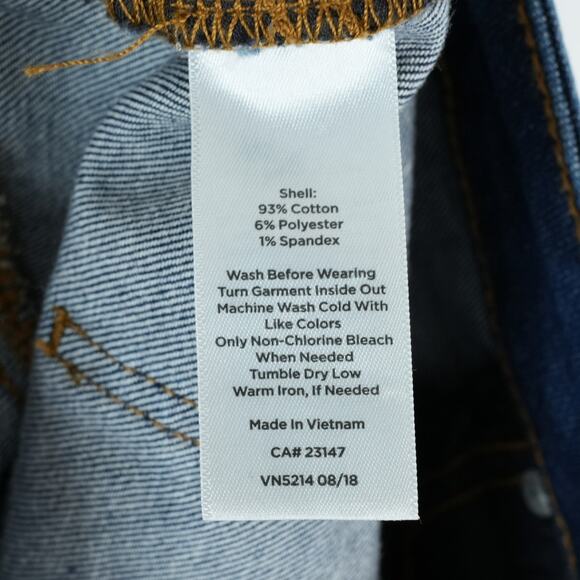 Shell:
93% Cotton
6% Polyester
1% Spandex
Wash Before Wearing
Turn Garment Inside Out
Machine Wash Cold With
Like Colors
Only Non-Chlorine Bleach
When Needed
Tumble Dry Low
Warm Iron, If Needed
Made In Vietnam
CA# 23147
VN5214 08/18